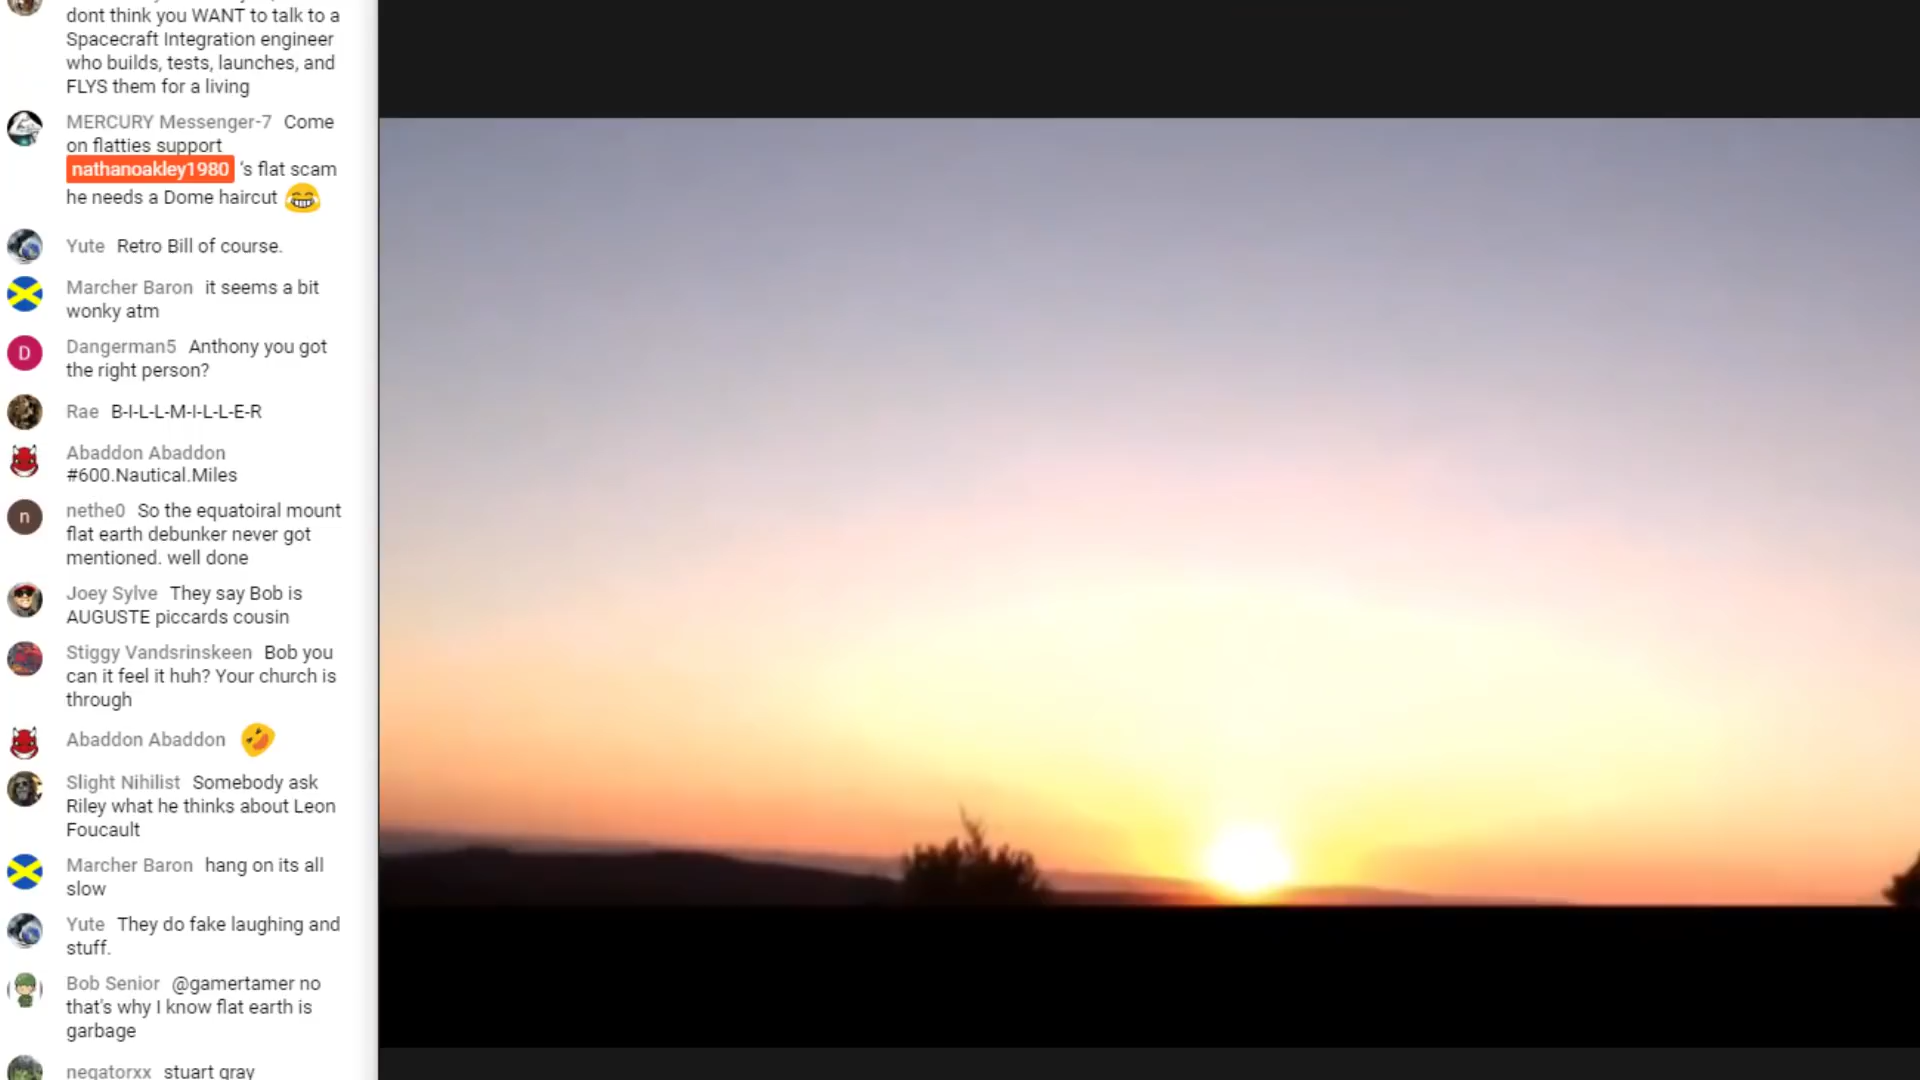 dont think you WANT to talk to a
Spacecraft Integration engineer
who builds, tests, launches, and
FLYS them for a living
MERCURY Messenger-7 Come
on flatties support
nathanoakley1980 's flat scam
he needs a Dome haircut
Yute Retro Bill of course.
Marcher Baron it seems a bit
wonky atm
D
Dangerman5 Anthony you got
the right person?
Rae B-I-L-L-M-I-L-L-E-R
Abaddon Abaddon
#600.Nautical.Miles
n
nethe0 So the equatoiral mount
flat earth debunker never got
mentioned. well done
Joey Sylve They say Bob is
AUGUSTE piccards cousin
Stiggy Vandsrinskeen Bob you
can it feel it huh? Your church is
through
Abaddon Abaddon
Slight Nihilist Somebody ask
Riley what he thinks about Leon
Foucault
Marcher Baron hang on its all
slow
Yute They do fake laughing and
stuff.
Bob Senior @gamertamer no
that's why I know flat earth is
garbage
negatorxx stuart gray